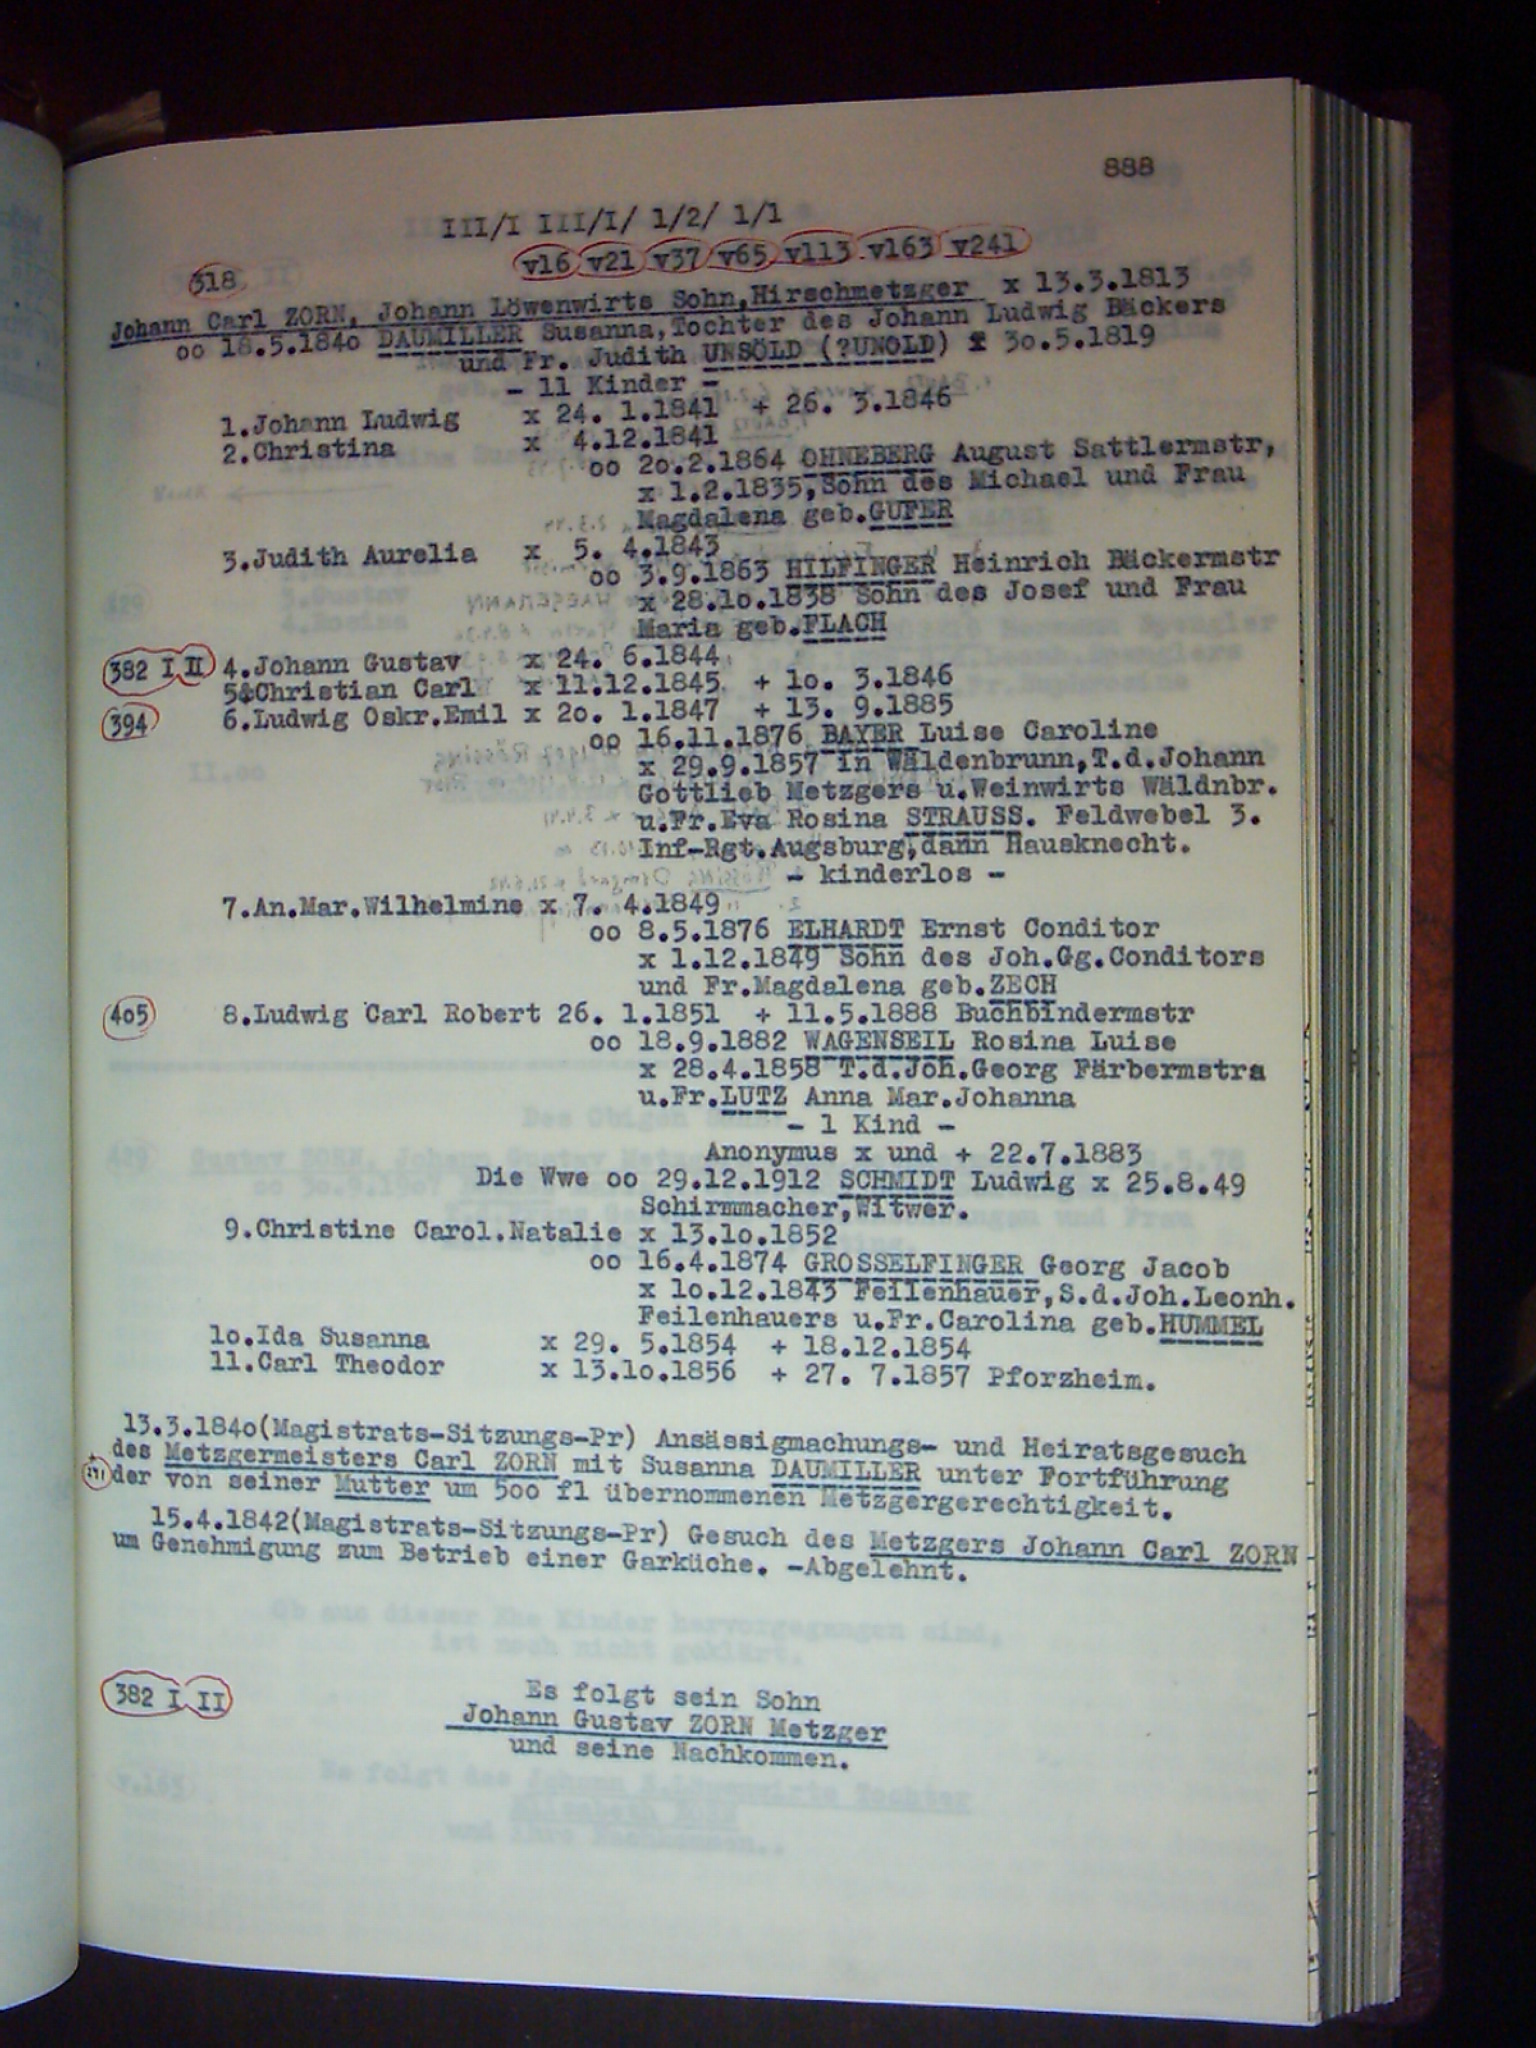 888
III/I III/I/ 1/2/ 1/1
v16 v21 v37 v65 v113 v163 v241
318
Johann Carl ZORN, Johann Löwenwirts Sohn,Hirschmetzger x 13.3.1813
oo 18.5.184o DAUMILLER Susanna,Tochter des Johann Ludwig Bäckers
und Fr. Judith UNSÖLD (?UNOLD) x 3o.5.1819
- 11 Kinder -
1.Johann Ludwig x 24. 1.1841 + 26. 3.1846
2.Christina x 4.12.1841
oo 2o.2.1864 OHNEBERG August Sattlermstr,
x 1.2.1835,Sohn des Michael und Frau
Magdalena geb.GUFER
3.Judith Aurelia x 5. 4.1843
oo 3.9.1863 HILFINGER Heinrich Bäckermstr
x 28.1o.1838 Sohn des Josef und Frau
Maria geb.FLACH
382 I II 4.Johann Gustav x 24. 6.1844
5.Christian Carl x 11.12.1845 + 1o. 3.1846
394 6.Ludwig Oskr.Emil x 2o. 1.1847 + 13. 9.1885
oo 16.11.1876 BAYER Luise Caroline
x 29.9.1857 in Wäldenbrunn,T.d.Johann
Gottlieb Metzgers u.Weinwirts Wäldnbr.
u.Fr.Eva Rosina STRAUSS. Feldwebel 3.
Inf-Rgt.Augsburg,dann Hausknecht.
- kinderlos -
7.An.Mar.Wilhelmine x 7. 4.1849
oo 8.5.1876 ELHARDT Ernst Conditor
x 1.12.1849 Sohn des Joh.Gg.Conditors
und Fr.Magdalena geb.ZECH
4o5 8.Ludwig Carl Robert 26. 1.1851 + 11.5.1888 Buchbindermstr
oo 18.9.1882 WAGENSEIL Rosina Luise
x 28.4.1858 T.d.Joh.Georg Färbermstrs
u.Fr.LUTZ Anna Mar.Johanna
- 1 Kind -
Anonymus x und + 22.7.1883
Die Wwe oo 29.12.1912 SCHMIDT Ludwig x 25.8.49
Schirmmacher,Witwer.
9.Christine Carol.Natalie x 13.1o.1852
oo 16.4.1874 GROSSELFINGER Georg Jacob
x 1o.12.1843 Feilenhauer,S.d.Joh.Leonh.
Feilenhauers u.Fr.Carolina geb.HUMMEL
1o.Ida Susanna x 29. 5.1854 + 18.12.1854
11.Carl Theodor x 13.1o.1856 + 27. 7.1857 Pforzheim.
13.3.184o(Magistrats-Sitzungs-Pr) Ansässigmachungs- und Heiratsgesuch
des Metzgermeisters Carl ZORN mit Susanna DAUMILLER unter Fortführung
der von seiner Mutter um 5oo fl übernommenen Metzgergerechtigkeit.
15.4.1842(Magistrats-Sitzungs-Pr) Gesuch des Metzgers Johann Carl ZORN
um Genehmigung zum Betrieb einer Garküche. -Abgelehnt.
382 I II Es folgt sein Sohn
Johann Gustav ZORN Metzger
und seine Nachkommen.